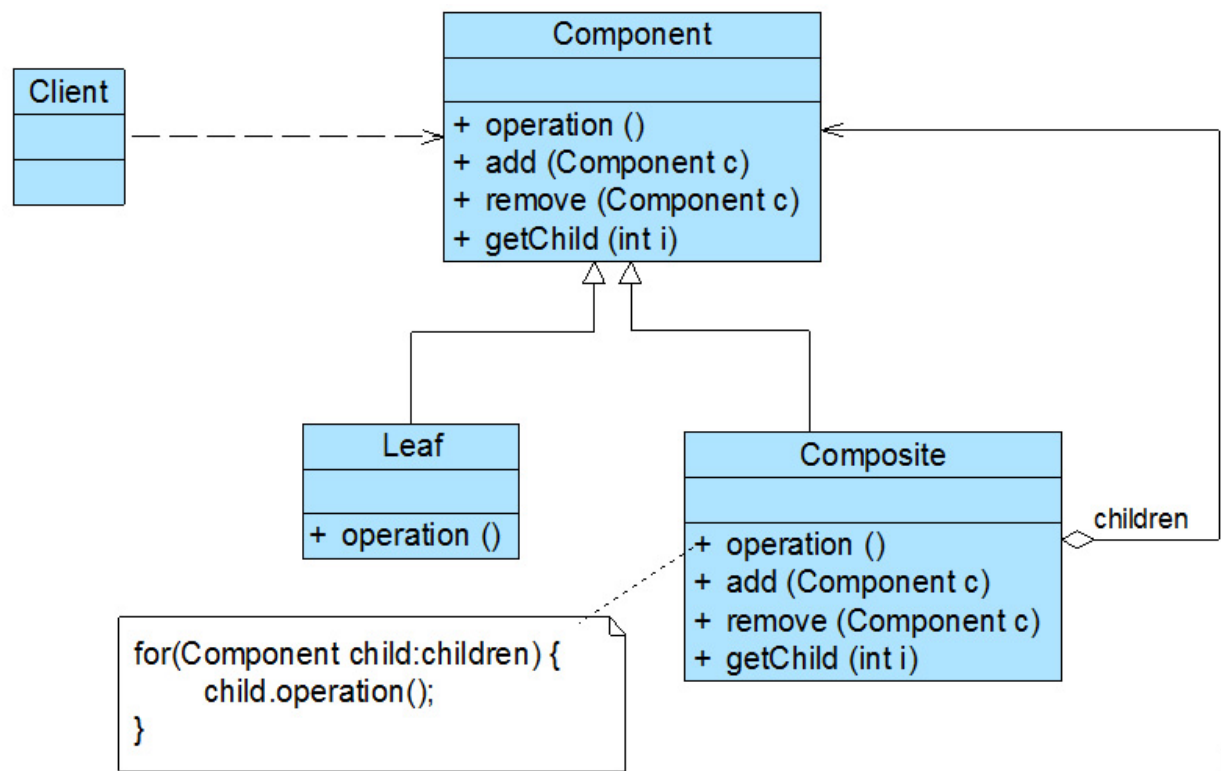 Component
+ operation ()
+ add (Component c)
+ remove (Component c)
+ getChild (int i)
Client
Leaf
+ operation ()
Composite
+ operation ()
+ add (Component c)
+ remove (Component c)
+ getChild (int i)
children
for(Component child:children) {
child.operation();
}